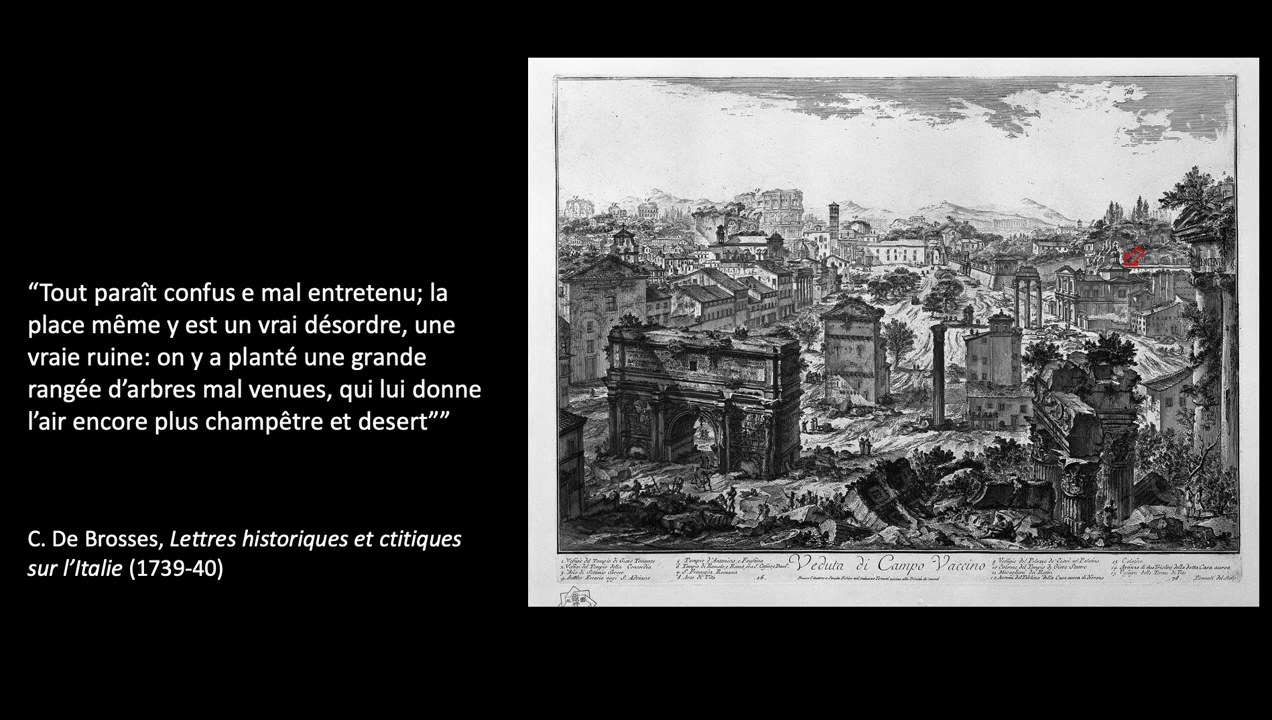 “Tout paraît confus e mal entretenu; la
place même y est un vrai désordre, une
vraie ruine: on y a planté une grande
rangée d’arbres mal venues, qui lui donne
l’air encore plus champêtre et desert””
C. De Brosses, Lettres historiques et ctitiques
sur l’Italie (1739-40)
Veduta di Campo Vaccino